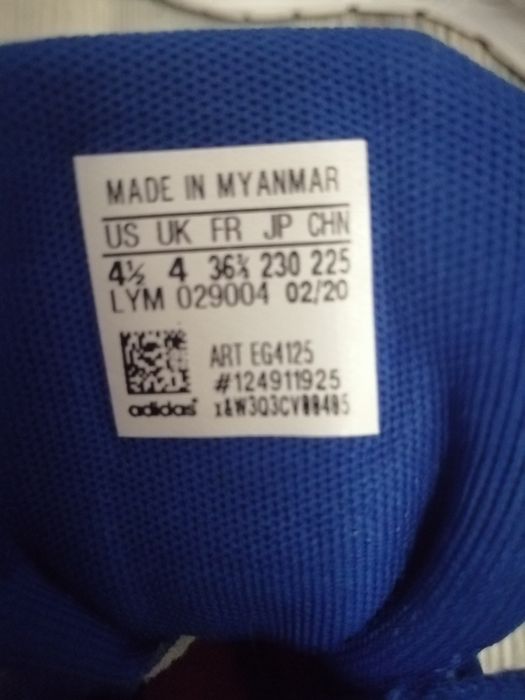 MADE IN MYANMAR
US UK FR JP CHN
4½ 4 36⅔ 230 225
LYM 029004 02/20
ART EG4125
#124911925
adidas